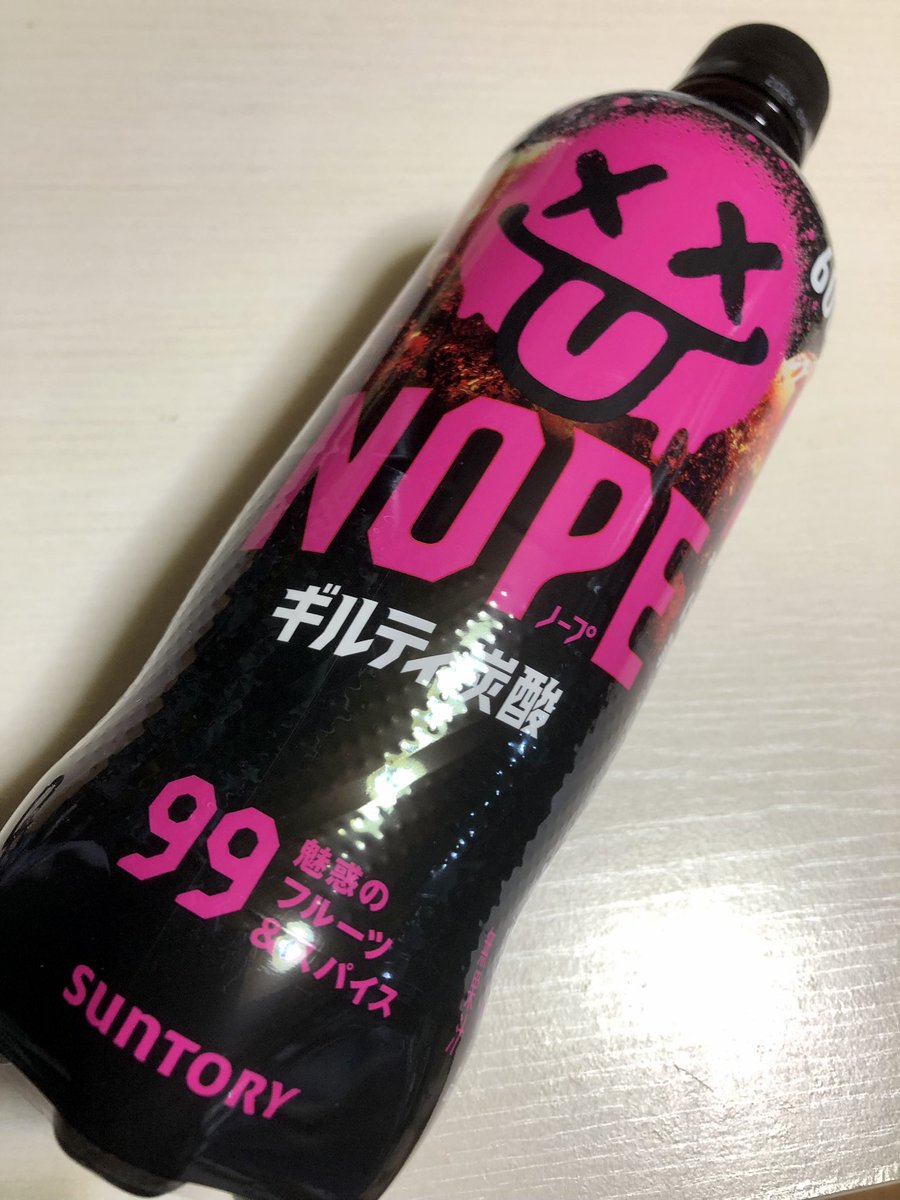 NOPE
ノープ
ギルティ炭酸
99
魅惑の
フルーツ
&スパイス
SUNTORY